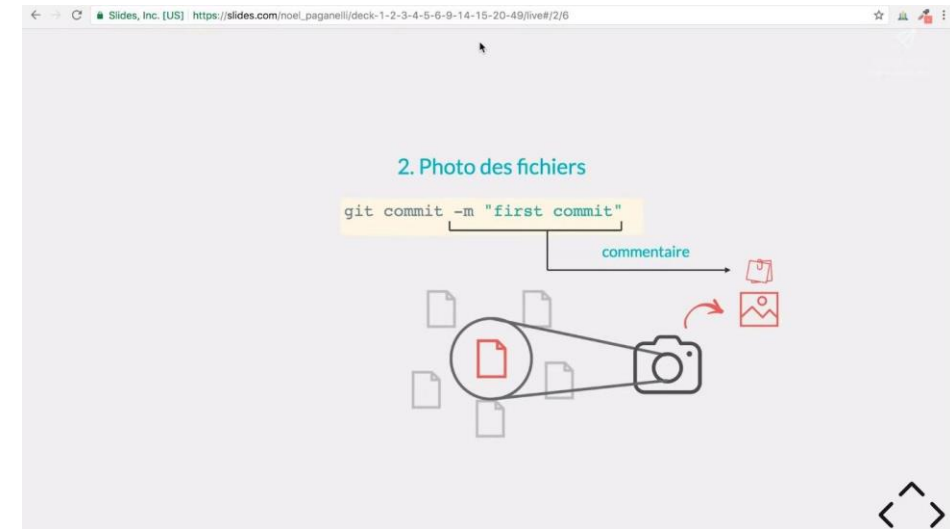 Slides, Inc. [US] https://slides.com/noel_paganelli/deck-1-2-3-4-5-6-9-14-15-20-49/live#/2/6
2. Photo des fichiers
git commit -m "first commit"
commentaire